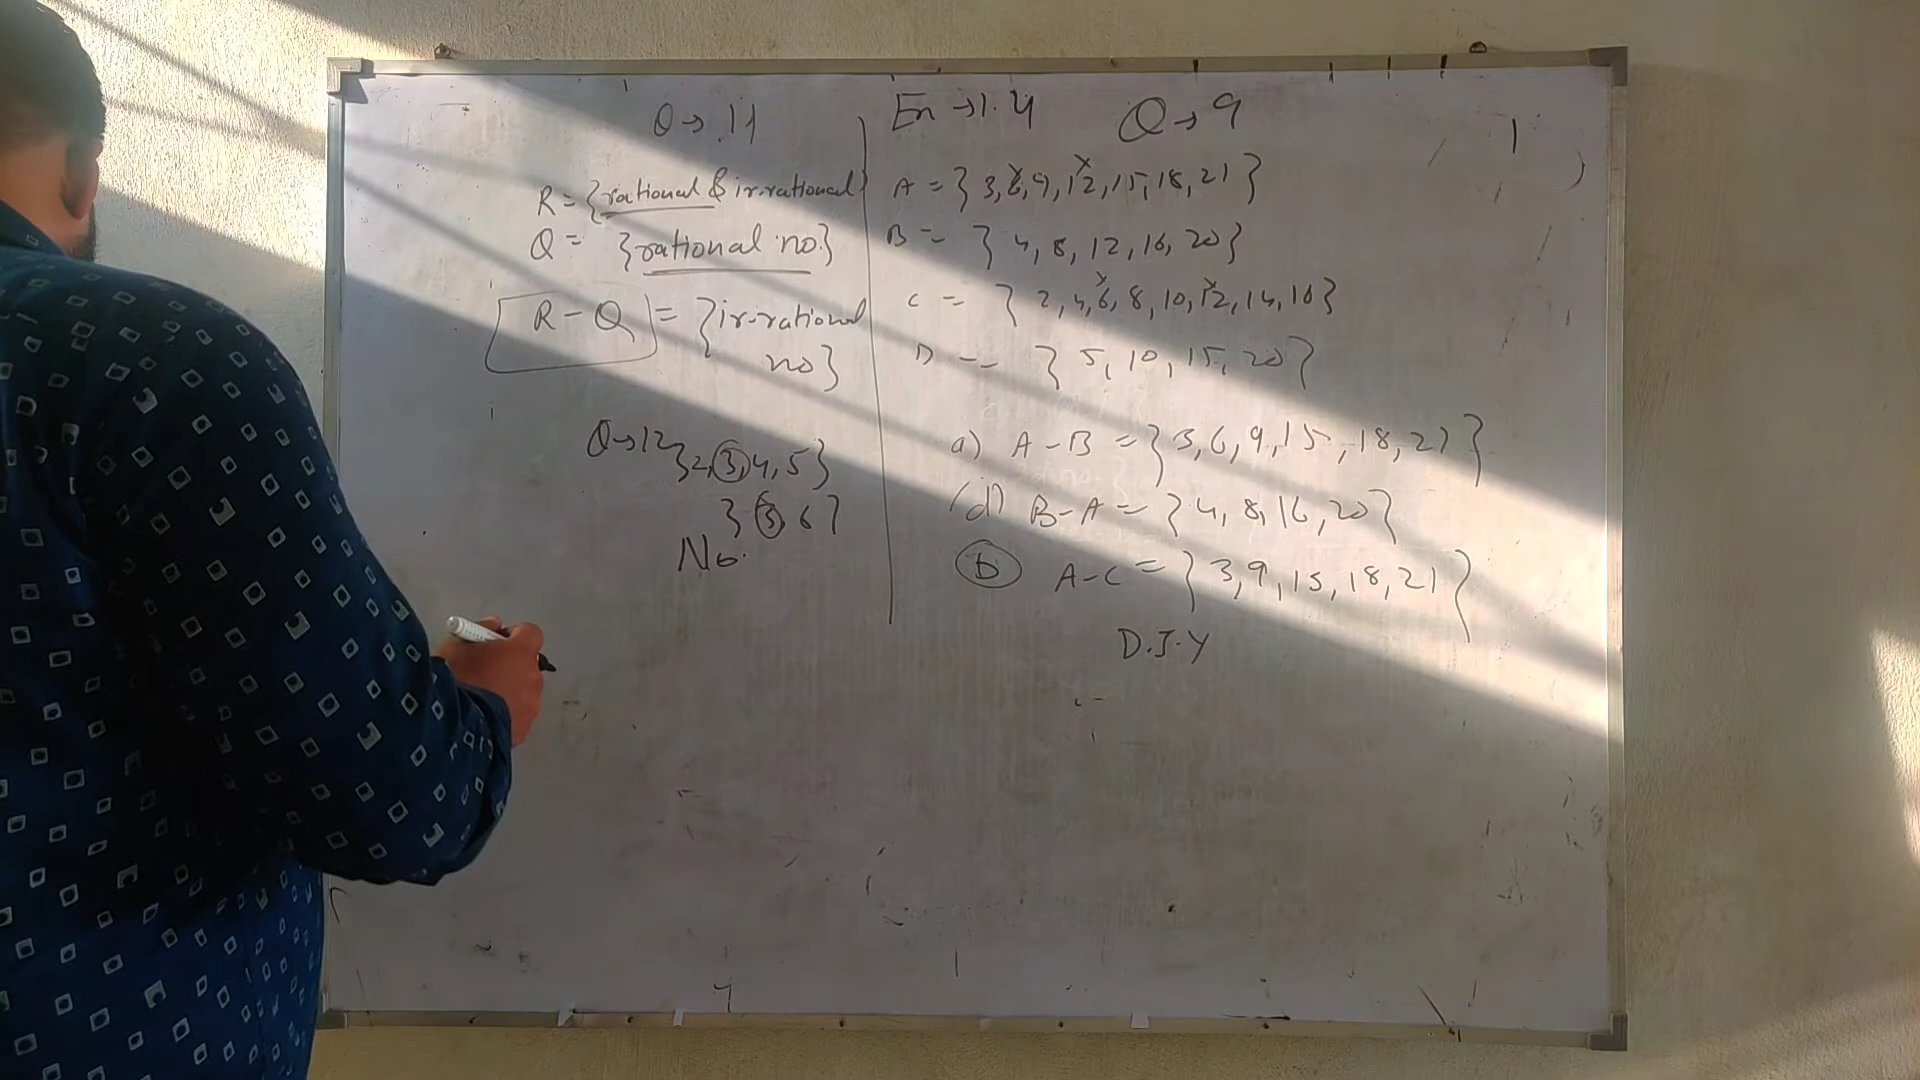 Q→11
R = {rational & ir-rational}
Q = {rational no.}
R - Q = {ir-rational
no}
Q→12 {2, 3, 4, 5}
{3, 6}
No.
Ex→1.4 Q→9
A = {3, 6, 9, 12, 15, 18, 21}
B = {4, 8, 12, 16, 20}
C = {2, 4, 6, 8, 10, 12, 14, 16}
D = {5, 10, 15, 20}
a) A - B = {3, 6, 9, 15, 18, 21}
(d) B - A = {4, 8, 16, 20}
(b) A - C = {3, 9, 15, 18, 21}
D.I.Y